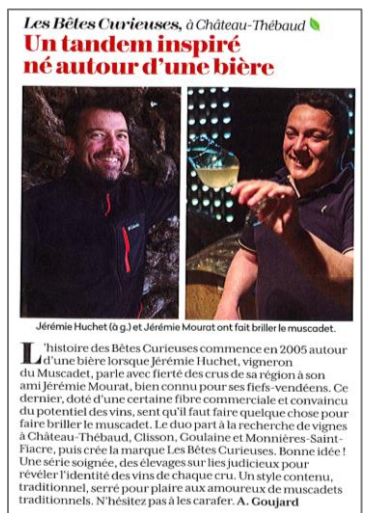 Les Bêtes Curieuses, à Château-Thébaud
Un tandem inspiré
né autour d'une bière
Jérémie Huchet (à g.) et Jérémie Mourat ont fait briller le muscadet.
L'histoire des Bêtes Curieuses commence en 2005 autour
d'une bière lorsque Jérémie Huchet, vigneron
du Muscadet, parle avec fierté des crus de sa région à son
ami Jérémie Mourat, bien connu pour ses fiefs-vendéens. Ce
dernier, doté d'une certaine fibre commerciale et convaincu
du potentiel des vins, sent qu'il faut faire quelque chose pour
faire briller le muscadet. Le duo part à la recherche de vignes
à Château-Thébaud, Clisson, Goulaine et Monnières-Saint-
Fiacre, puis crée la marque Les Bêtes Curieuses. Bonne idée !
Une série soignée, des élevages sur lies judicieux pour
révéler l'identité des vins de chaque cru. Un style contenu,
traditionnel, serré pour plaire aux amoureux de muscadets
traditionnels. N'hésitez pas à les carafer. A. Goujard